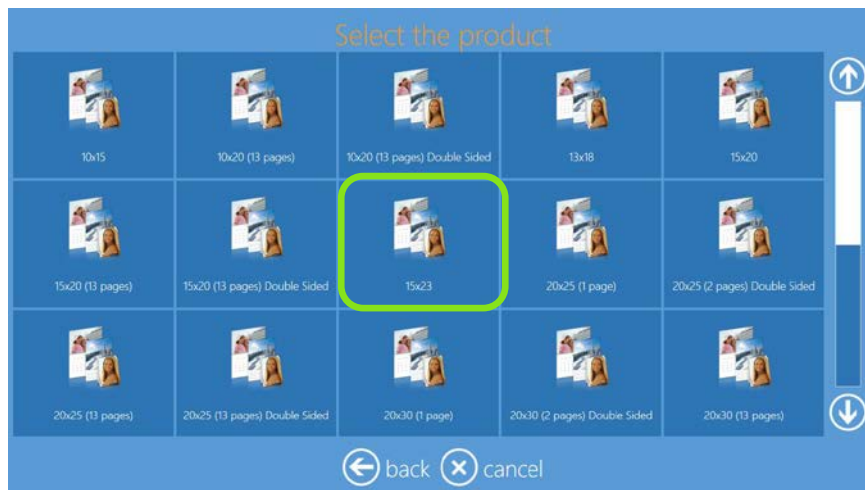 Select the product
10x15
10x20 (13 pages)
10x20 (13 pages) Double Sided
13x18
15x20
15x20 (13 pages)
15x20 (13 pages) Double Sided
15x23
20x25 (1 page)
20x25 (2 pages) Double Sided
20x25 (13 pages)
20x25 (13 pages) Double Sided
20x30 (1 page)
20x30 (2 pages) Double Sided
20x30 (13 pages)
back cancel